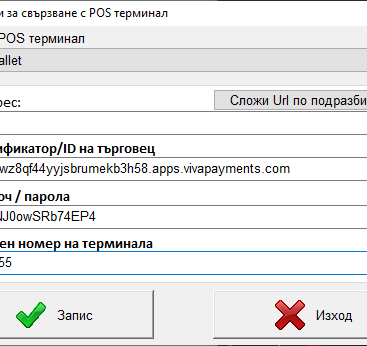 и за свързване с POS терминал
POS терминал
allet
рес:
Сложи Url по подразби
ификатор/ID на търговец
wz8qf44yyjsbrumekb3h58.apps.vivapayments.com
юч / парола
NJ0owSRb74EP4
ен номер на терминала
55
Запис
Изход